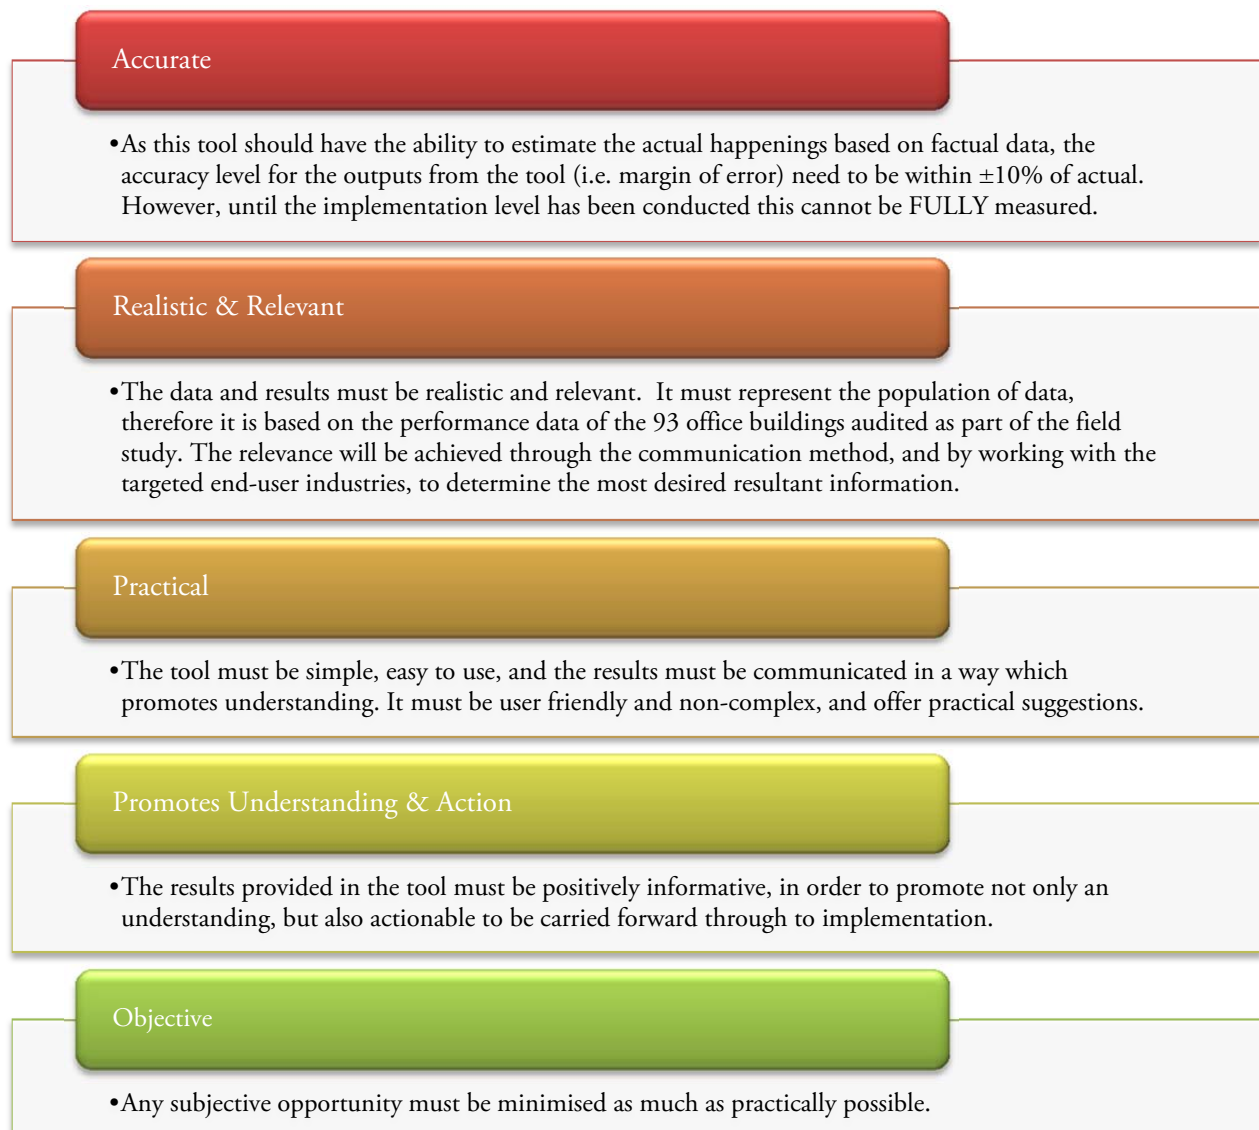 Accurate
•As this tool should have the ability to estimate the actual happenings based on factual data, the
accuracy level for the outputs from the tool (i.e. margin of error) need to be within ±10% of actual.
However, until the implementation level has been conducted this cannot be FULLY measured.
Realistic & Relevant
•The data and results must be realistic and relevant.  It must represent the population of data,
therefore it is based on the performance data of the 93 office buildings audited as part of the field
study. The relevance will be achieved through the communication method, and by working with the
targeted end-user industries, to determine the most desired resultant information.
Practical
•The tool must be simple, easy to use, and the results must be communicated in a way which
promotes understanding. It must be user friendly and non-complex, and offer practical suggestions.
Promotes Understanding & Action
•The results provided in the tool must be positively informative, in order to promote not only an
understanding, but also actionable to be carried forward through to implementation.
Objective
•Any subjective opportunity must be minimised as much as practically possible.